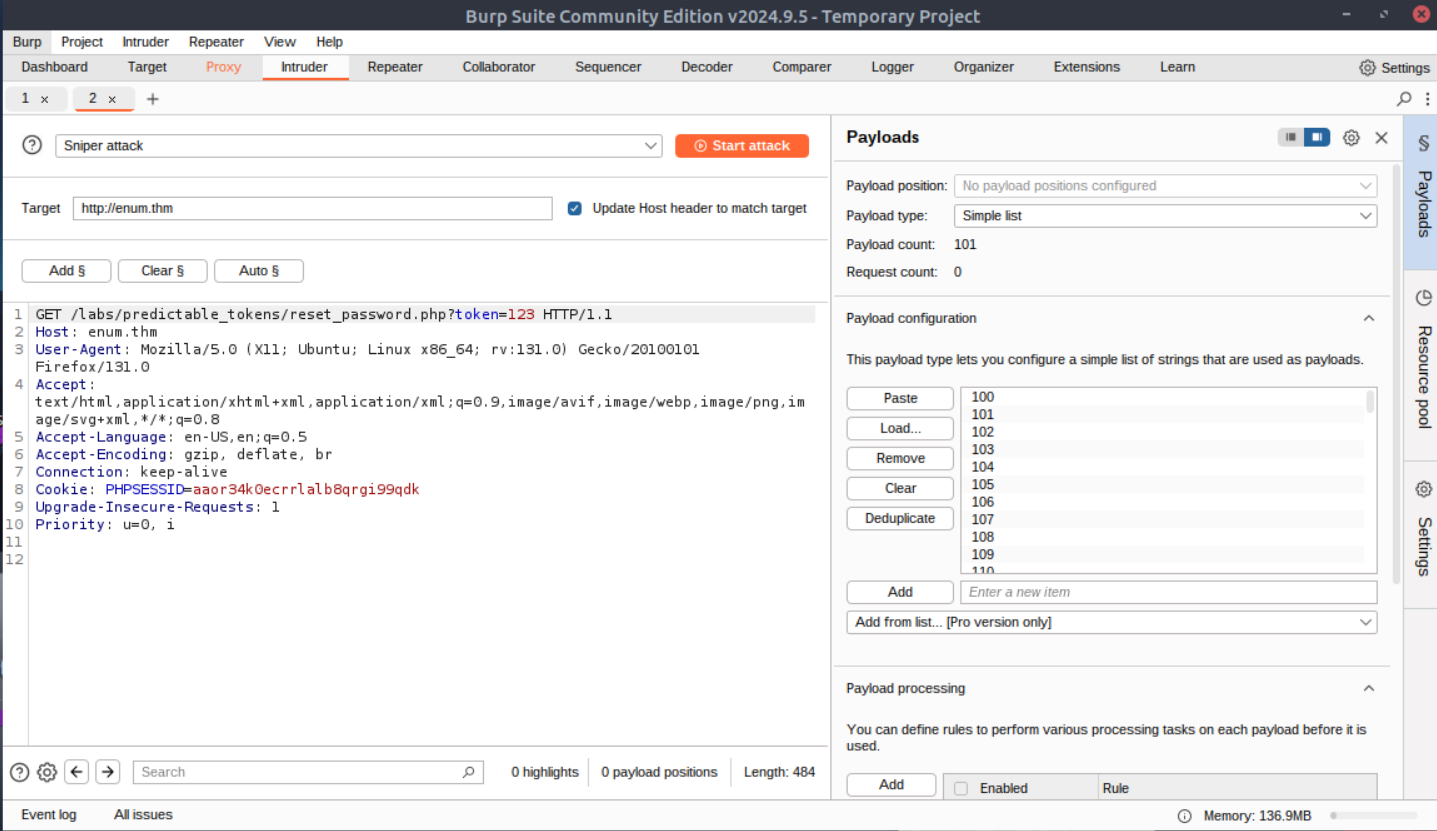 Burp Suite Community Edition v2024.9.5 - Temporary Project
Burp Project Intruder Repeater View Help
Dashboard Target Proxy Intruder Repeater Collaborator Sequencer Decoder Comparer Logger Organizer Extensions Learn Settings
1 × 2 × +
Sniper attack
Start attack
Target http://enum.thm Update Host header to match target
Add § Clear § Auto §
1 GET /labs/predictable_tokens/reset_password.php?token=123 HTTP/1.1
2 Host: enum.thm
3 User-Agent: Mozilla/5.0 (X11; Ubuntu; Linux x86_64; rv:131.0) Gecko/20100101
Firefox/131.0
4 Accept:
text/html,application/xhtml+xml,application/xml;q=0.9,image/avif,image/webp,image/png,im
age/svg+xml,*/*;q=0.8
5 Accept-Language: en-US,en;q=0.5
6 Accept-Encoding: gzip, deflate, br
7 Connection: keep-alive
8 Cookie: PHPSESSID=aaor34k0ecrrlalb8qrgi99qdk
9 Upgrade-Insecure-Requests: 1
10 Priority: u=0, i
11
12
Search
0 highlights 0 payload positions Length: 484
Payloads
Payload position: No payload positions configured
Payload type: Simple list
Payload count: 101
Request count: 0
Payload configuration
This payload type lets you configure a simple list of strings that are used as payloads.
Paste
Load...
Remove
Clear
Deduplicate
100
101
102
103
104
105
106
107
108
109
110
Add Enter a new item
Add from list... [Pro version only]
Payload processing
You can define rules to perform various processing tasks on each payload before it is
used.
Add Enabled Rule
§ Payloads
Resource pool
Settings
Event log All issues
Memory: 136.9MB